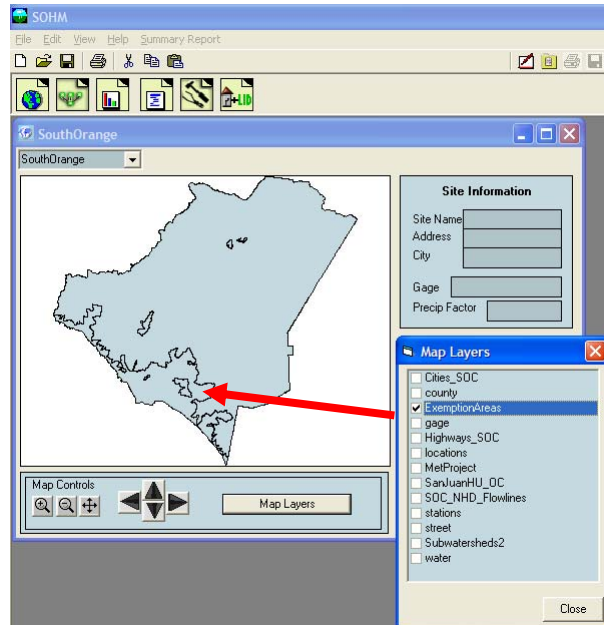 SOHM
File Edit View Help Summary Report
+LID
SouthOrange
SouthOrange
Site Information
Site Name
Address
City
Gage
Precip Factor
Map Layers
Cities_SOC
county
ExemptionAreas
gage
Highways_SOC
locations
MetProject
SanJuanHU_OC
SOC_NHD_Flowlines
stations
street
Subwatersheds2
water
Close
Map Controls
Map Layers